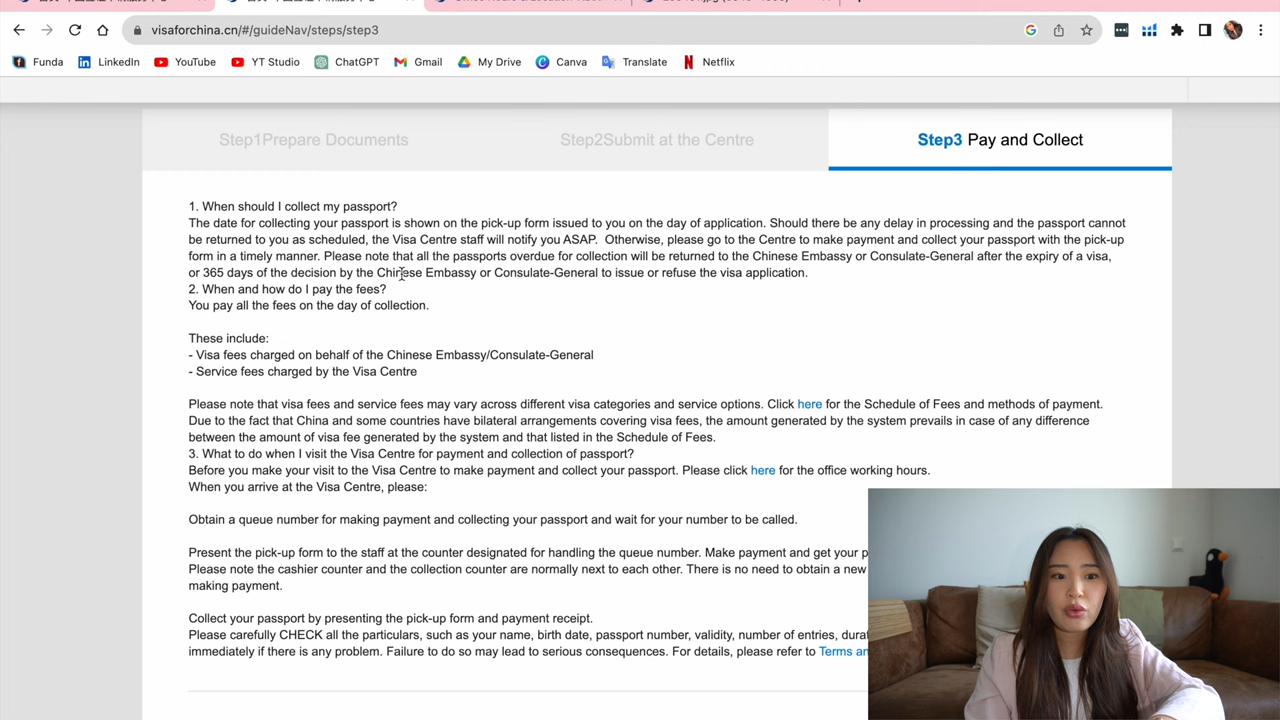 visaforchina.cn/#/guideNav/steps/step3
Funda LinkedIn YouTube YT Studio ChatGPT Gmail My Drive Canva Translate Netflix
Step1Prepare Documents Step2Submit at the Centre Step3 Pay and Collect
1. When should I collect my passport?
The date for collecting your passport is shown on the pick-up form issued to you on the day of application. Should there be any delay in processing and the passport cannot
be returned to you as scheduled, the Visa Centre staff will notify you ASAP. Otherwise, please go to the Centre to make payment and collect your passport with the pick-up
form in a timely manner. Please note that all the passports overdue for collection will be returned to the Chinese Embassy or Consulate-General after the expiry of a visa,
or 365 days of the decision by the Chinese Embassy or Consulate-General to issue or refuse the visa application.
2. When and how do I pay the fees?
You pay all the fees on the day of collection.
These include:
- Visa fees charged on behalf of the Chinese Embassy/Consulate-General
- Service fees charged by the Visa Centre
Please note that visa fees and service fees may vary across different visa categories and service options. Click here for the Schedule of Fees and methods of payment.
Due to the fact that China and some countries have bilateral arrangements covering visa fees, the amount generated by the system prevails in case of any difference
between the amount of visa fee generated by the system and that listed in the Schedule of Fees.
3. What to do when I visit the Visa Centre for payment and collection of passport?
Before you make your visit to the Visa Centre to make payment and collect your passport. Please click here for the office working hours.
When you arrive at the Visa Centre, please:
Obtain a queue number for making payment and collecting your passport and wait for your number to be called.
Present the pick-up form to the staff at the counter designated for handling the queue number. Make payment and get your
Please note the cashier counter and the collection counter are normally next to each other. There is no need to obtain a new
making payment.
Collect your passport by presenting the pick-up form and payment receipt.
Please carefully CHECK all the particulars, such as your name, birth date, passport number, validity, number of entries,
immediately if there is any problem. Failure to do so may lead to serious consequences. For details, please refer to Terms